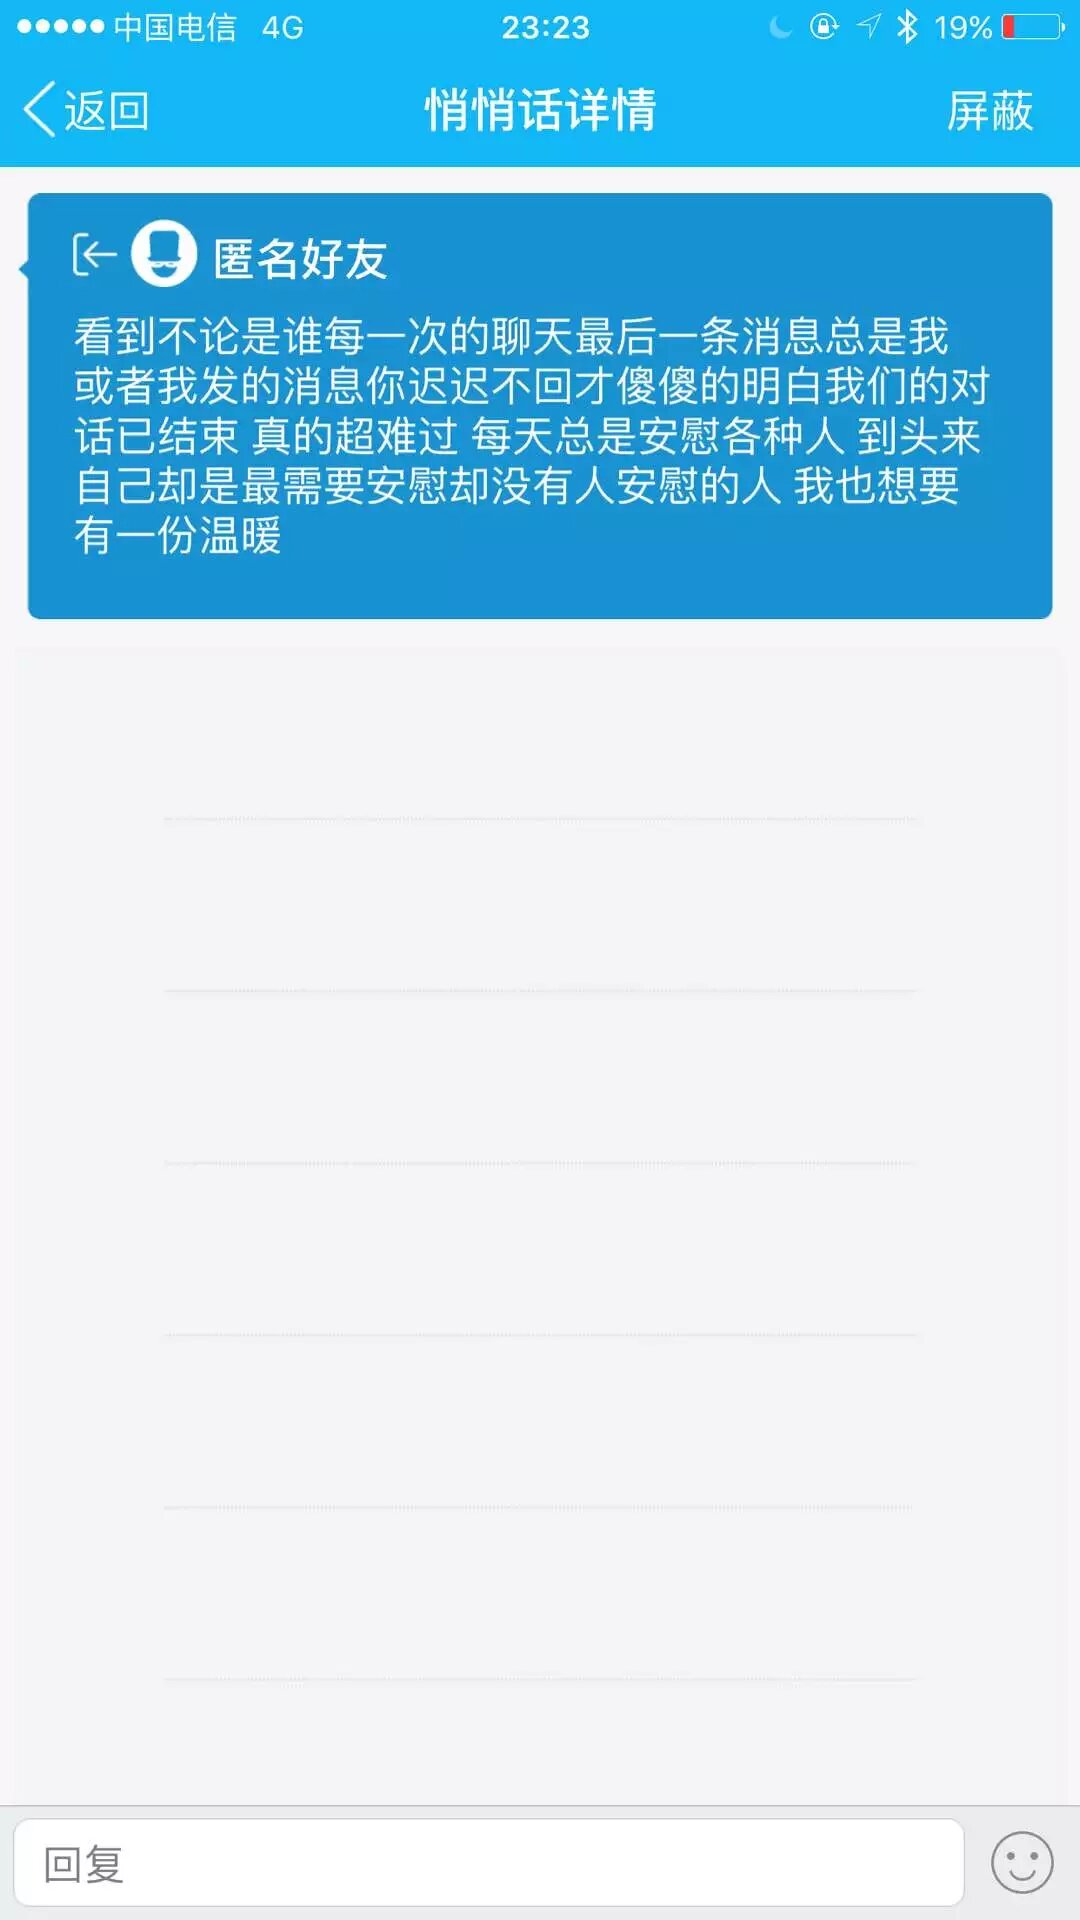 中国电信 4G 23:23 19%
返回 悄悄话详情 屏蔽
匿名好友
看到不论是谁每一次的聊天最后一条消息总是我
或者我发的消息你迟迟不回才傻傻的明白我们的对
话已结束 真的超难过 每天总是安慰各种人 到头来
自己却是最需要安慰却没有人安慰的人 我也想要
有一份温暖
回复